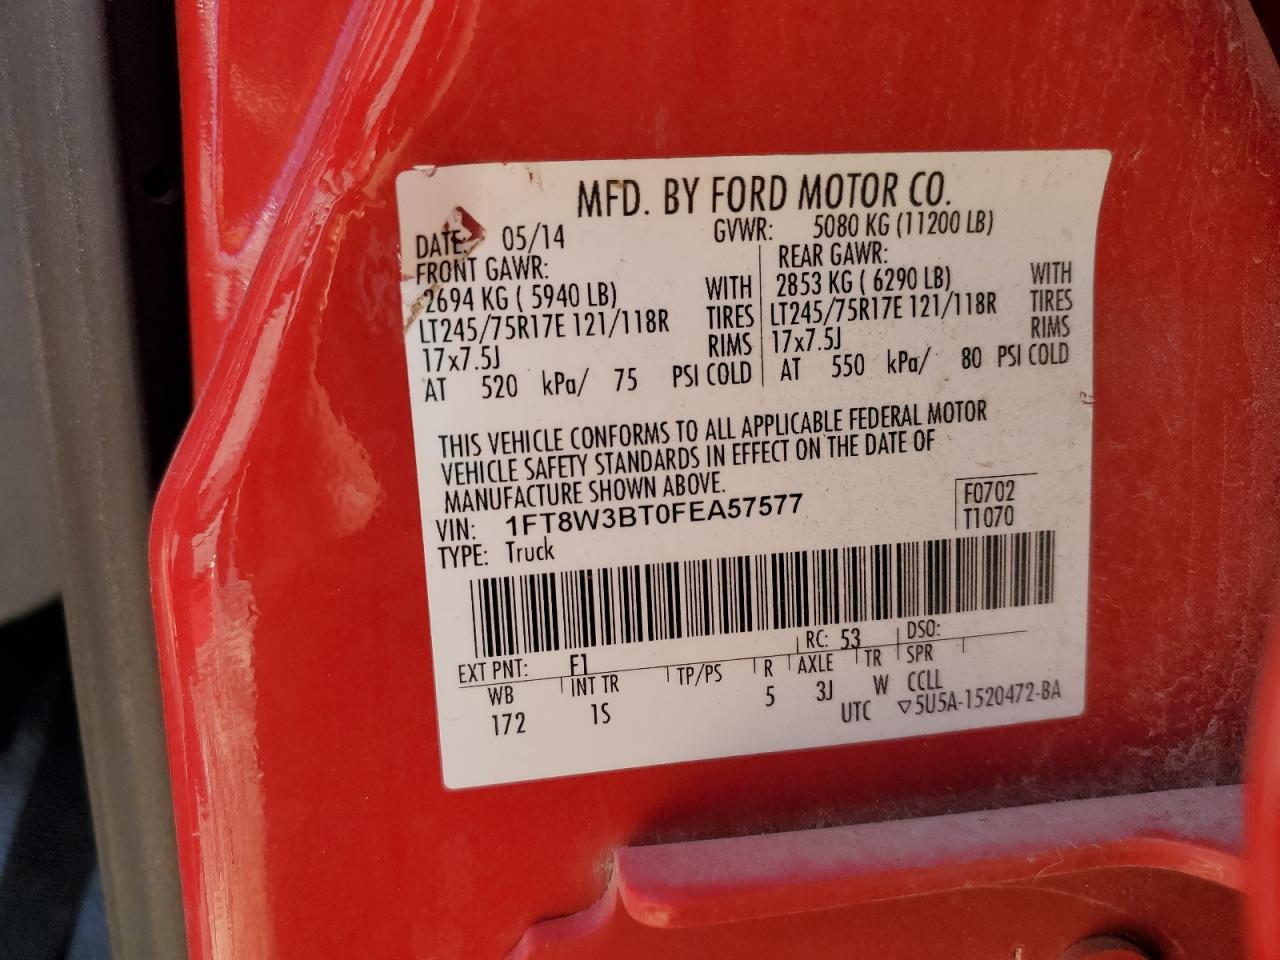 MFD. BY FORD MOTOR CO.
DATE: 05/14 GVWR: 5080 KG (11200 LB)
FRONT GAWR: REAR GAWR:
2694 KG ( 5940 LB) WITH 2853 KG ( 6290 LB) WITH
LT245/75R17E 121/118R TIRES LT245/75R17E 121/118R TIRES
17x7.5J RIMS 17x7.5J RIMS
AT 520 kPa/ 75 PSI COLD AT 550 kPa/ 80 PSI COLD
THIS VEHICLE CONFORMS TO ALL APPLICABLE FEDERAL MOTOR
VEHICLE SAFETY STANDARDS IN EFFECT ON THE DATE OF
MANUFACTURE SHOWN ABOVE.
VIN: 1FT8W3BT0FEA57577 F0702
TYPE: Truck T1070
EXT PNT: F1 RC: 53 DSO:
WB INT TR TP/PS R AXLE TR SPR
172 1S 5 3J W CCLL
UTC ▽5U5A-1520472-BA